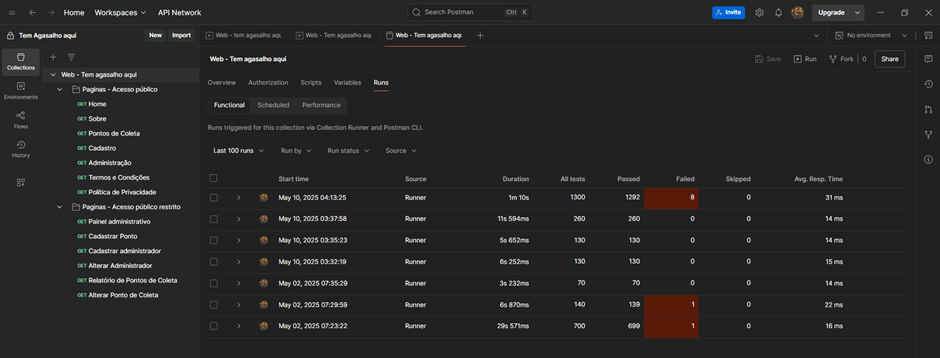 Home Workspaces API Network Search Postman Ctrl K Invite Upgrade
Tem Agasalho aqui New Import Web - tem agasalho aqu Web - Tem agasalho aqu Web - Tem agasalho aqu No environment
Collections
Environments
Flows
History
Web - Tem agasalho aqui
Paginas - Acesso público
GET Home
GET Sobre
GET Pontos de Coleta
GET Cadastro
GET Administração
GET Termos e Condições
GET Política de Privacidade
Paginas - Acesso público restrito
GET Painel administrativo
GET Cadastrar Ponto
GET Cadastrar administrador
GET Alterar Administrador
GET Relatório de Pontos de Coleta
GET Alterar Ponto de Coleta
Web - Tem agasalho aqui Save Run Fork 0 Share
Overview Authorization Scripts Variables Runs
Functional Scheduled Performance
Runs triggered for this collection via Collection Runner and Postman CLI.
Last 100 runs Run by Run status Source
Start time Source Duration All tests Passed Failed Skipped Avg. Resp. Time
May 10, 2025 04:13:25 Runner 1m 10s 1300 1292 8 0 31 ms
May 10, 2025 03:37:58 Runner 11s 594ms 260 260 0 0 14 ms
May 10, 2025 03:35:23 Runner 5s 652ms 130 130 0 0 14 ms
May 10, 2025 03:32:19 Runner 6s 252ms 130 130 0 0 15 ms
May 02, 2025 07:35:29 Runner 3s 232ms 70 70 0 0 14 ms
May 02, 2025 07:29:59 Runner 6s 870ms 140 139 1 0 22 ms
May 02, 2025 07:23:22 Runner 29s 571ms 700 699 1 0 16 ms